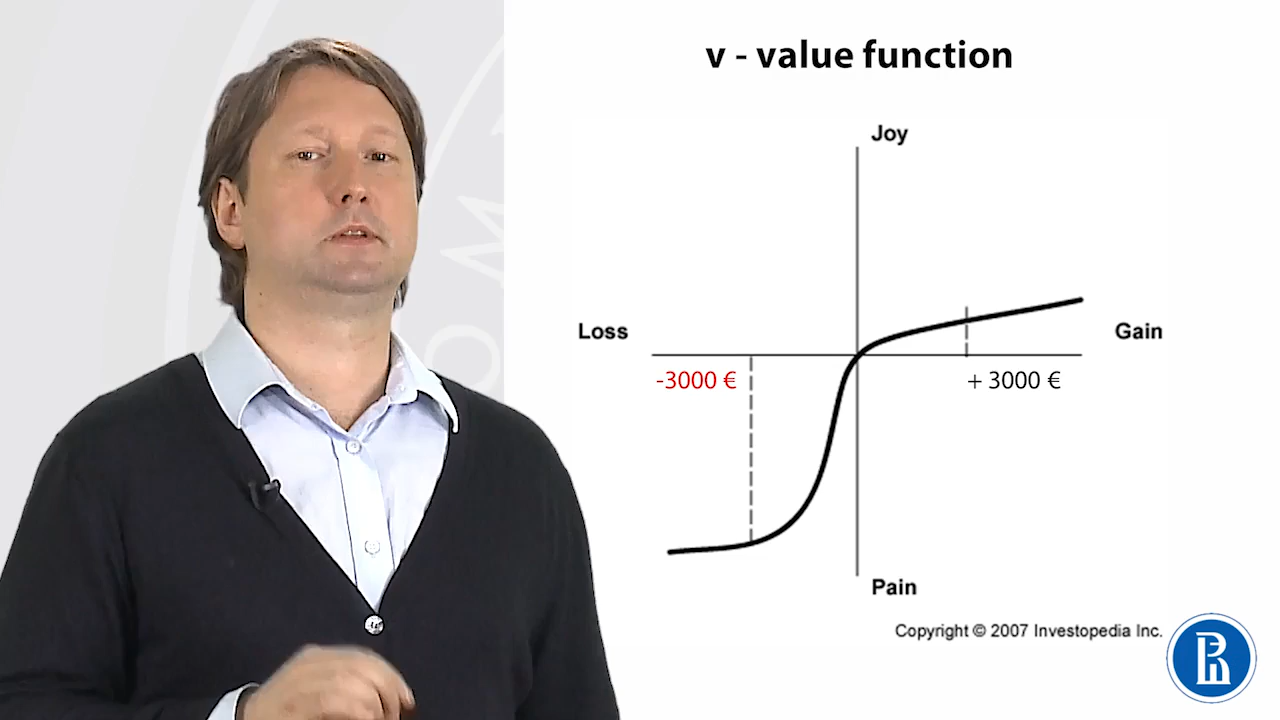 v - value function
Joy
Loss
Gain
-3000 €
+ 3000 €
Pain
Copyright © 2007 Investopedia Inc.